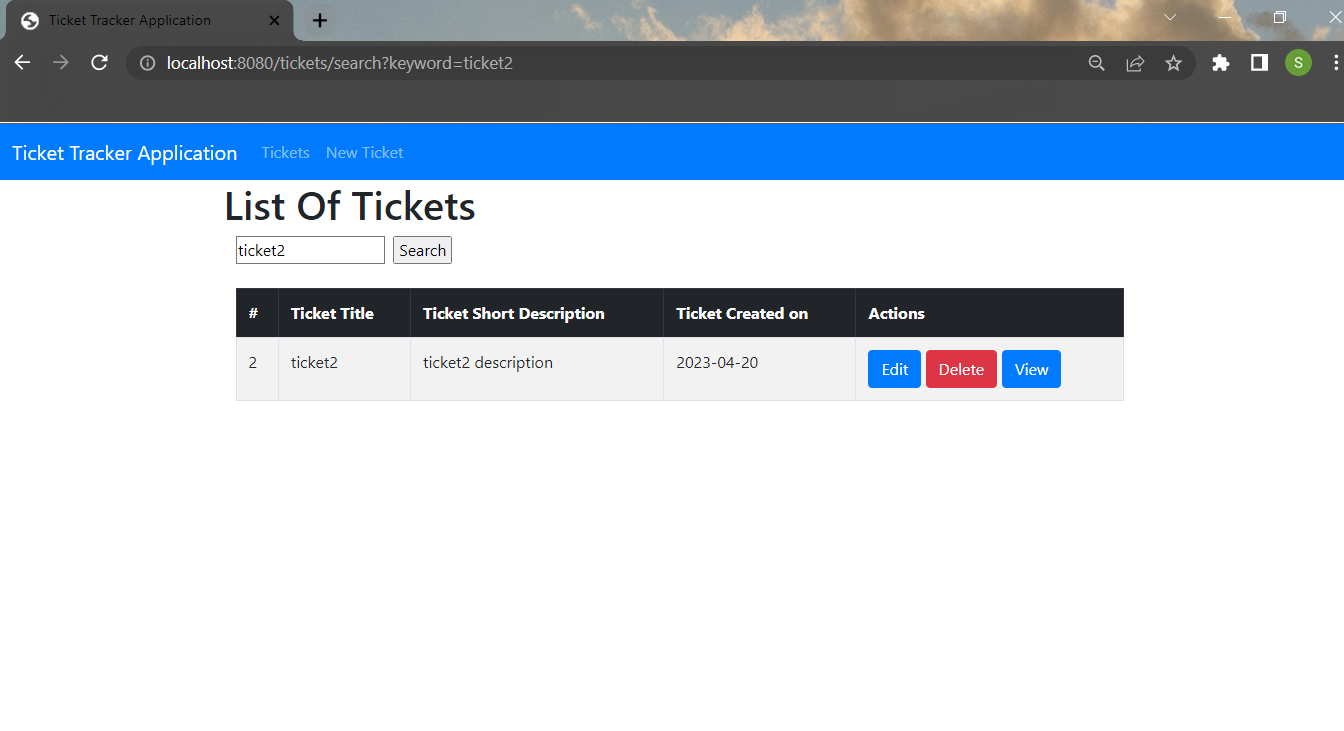 Ticket Tracker Application
localhost:8080/tickets/search?keyword=ticket2
S
Ticket Tracker Application Tickets New Ticket
List Of Tickets
ticket2 Search
# Ticket Title Ticket Short Description Ticket Created on Actions
2 ticket2 ticket2 description 2023-04-20 Edit Delete View